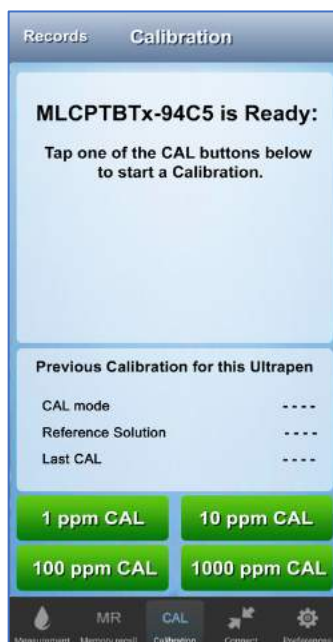 Records Calibration
MLCPTBTx-94C5 is Ready:
Tap one of the CAL buttons below
to start a Calibration.
Previous Calibration for this Ultrapen
CAL mode ----
Reference Solution ----
Last CAL ----
1 ppm CAL 10 ppm CAL
100 ppm CAL 1000 ppm CAL
MR CAL
Measurement Memory recall Calibration Connect Preferences